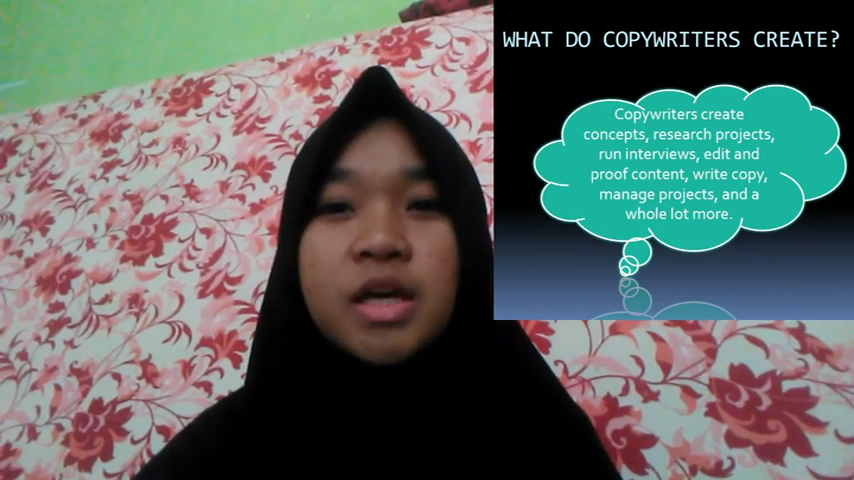 WHAT DO COPYWRITERS CREATE?
Copywriters create
concepts, research projects,
run interviews, edit and
proof content, write copy,
manage projects, and a
whole lot more.